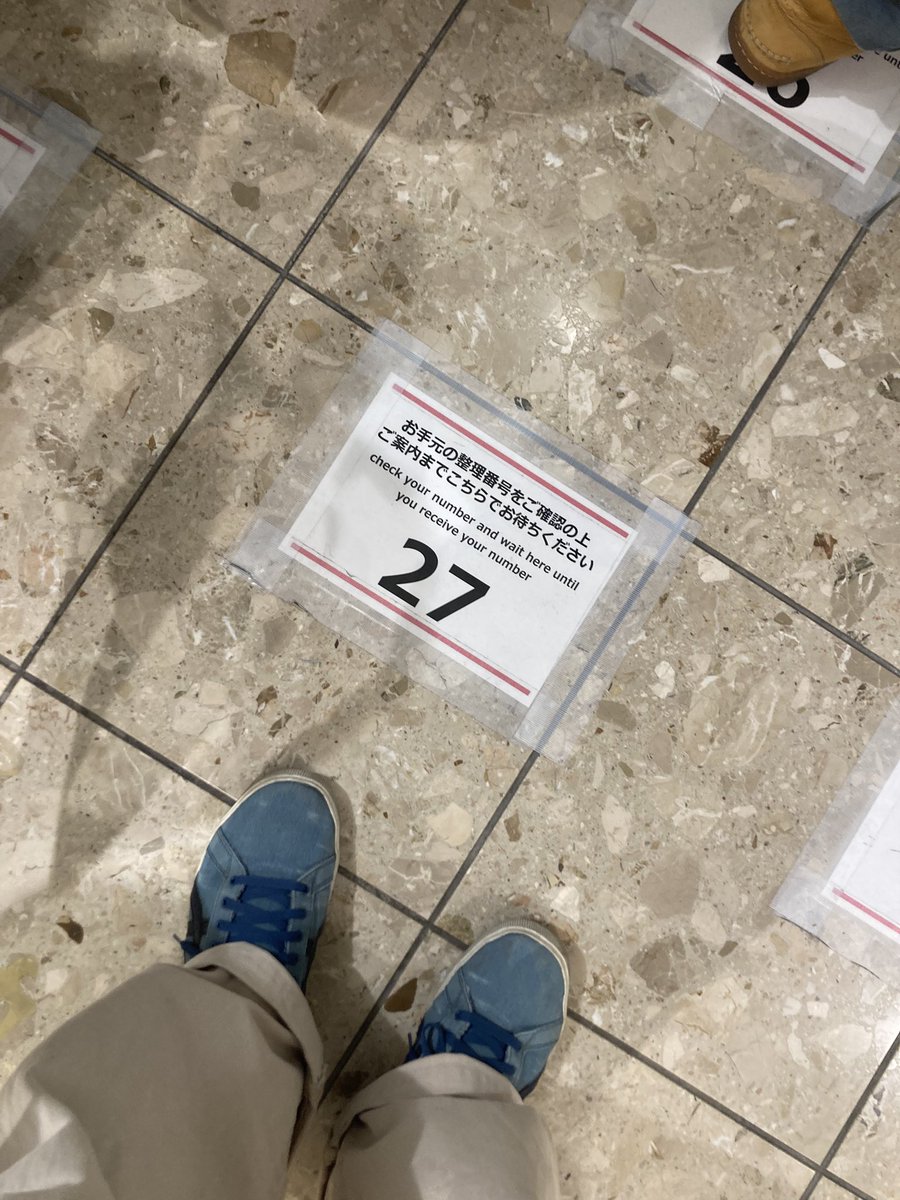 お手元の整理番号をご確認の上
ご案内までこちらでお待ちください
check your number and wait here until
you receive your number
27